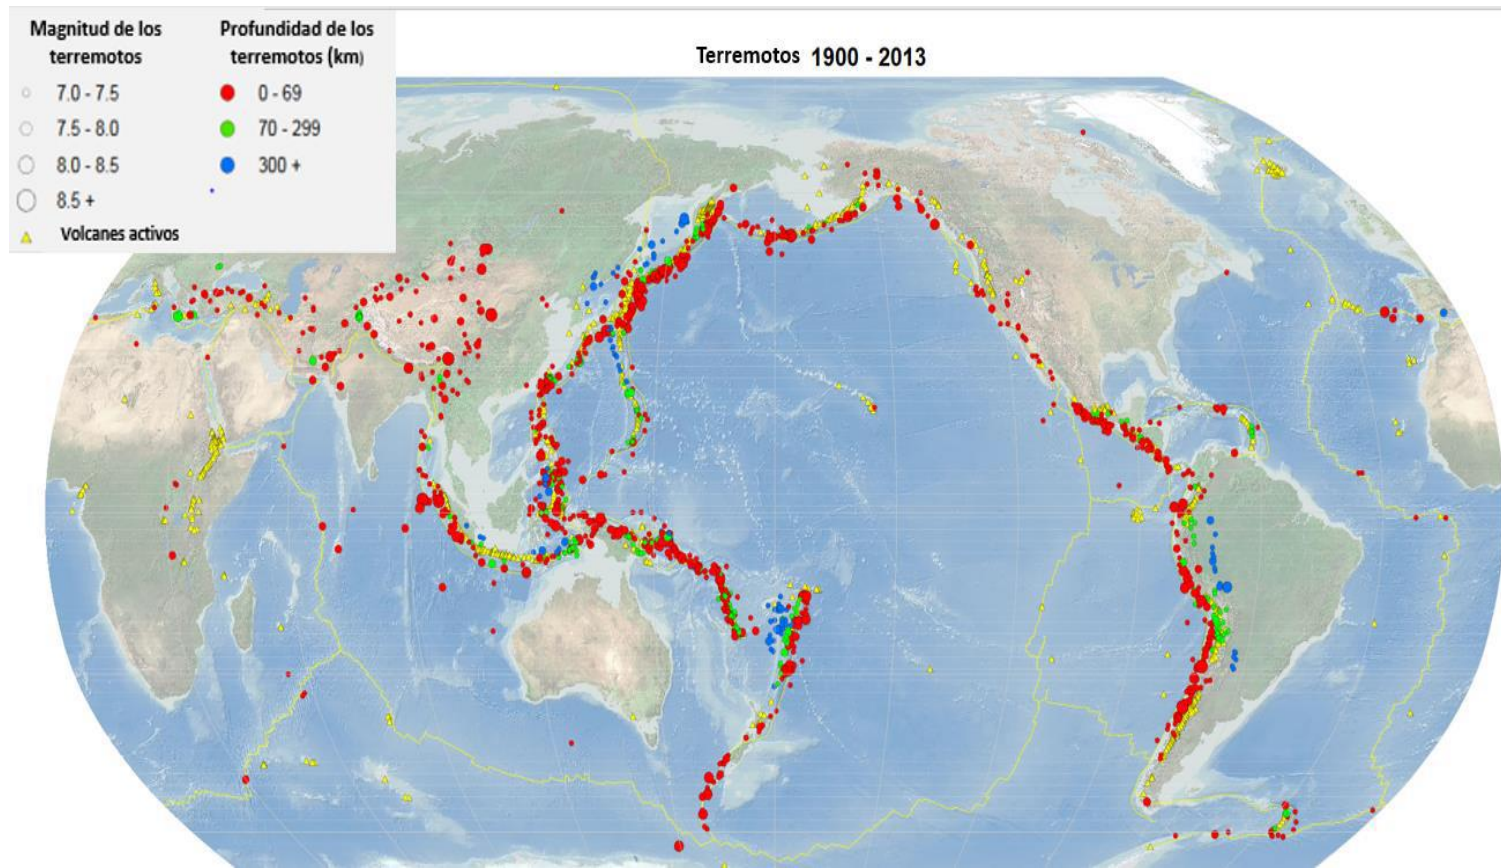 Terremotos 1900 - 2013
Magnitud de los
terremotos
7.0 - 7.5
7.5 - 8.0
8.0 - 8.5
8.5 +
Volcanes activos
Profundidad de los
terremotos (km)
0 - 69
70 - 299
300 +